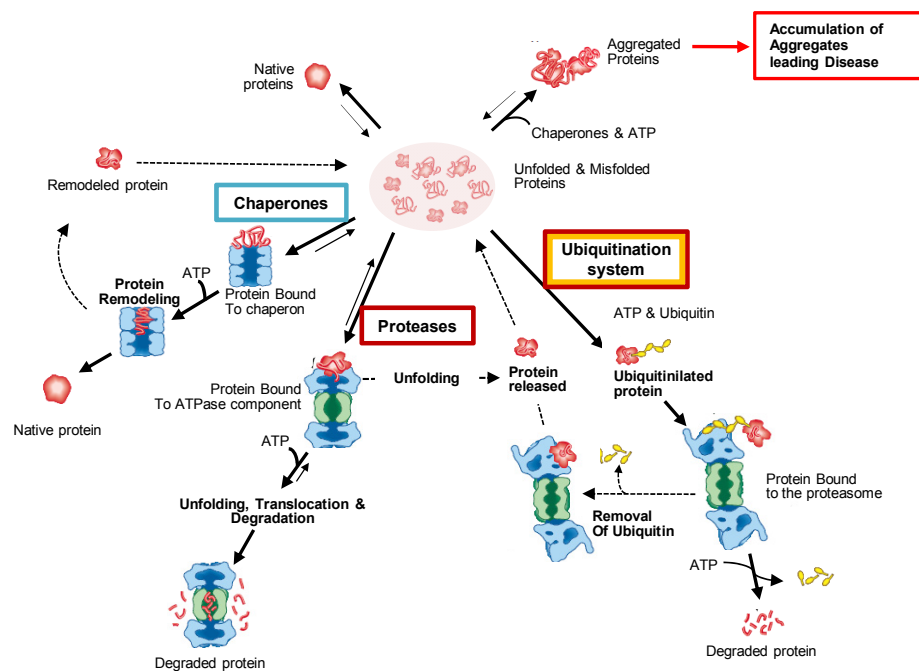 Accumulation of
Aggregates
leading Disease
Aggregated
Proteins
Native
proteins
Chaperones & ATP
Unfolded & Misfolded
Proteins
Remodeled protein
Chaperones
Ubiquitination
system
ATP
Protein
Remodeling
Protein Bound
To chaperon
ATP & Ubiquitin
Proteases
Protein Bound
To ATPase component
Unfolding
Protein
released
Ubiquitinilated
protein
Native protein
ATP
Protein Bound
to the proteasome
Unfolding, Translocation &
Degradation
Removal
Of Ubiquitin
ATP
Degraded protein
Degraded protein